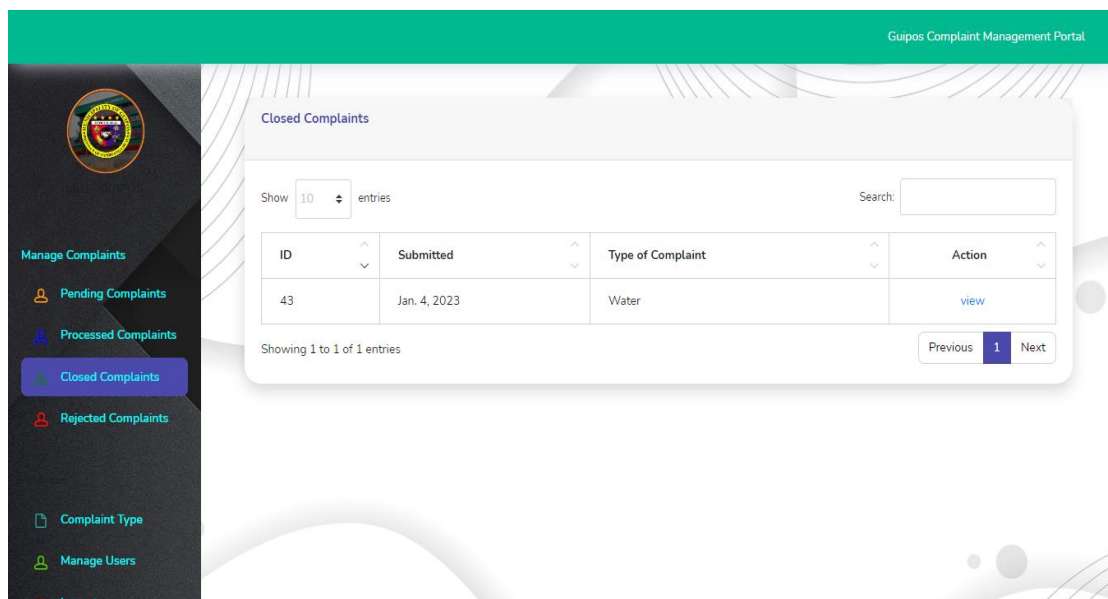 Guipos Complaint Management Portal
Manage Complaints
Pending Complaints
Processed Complaints
Closed Complaints
Rejected Complaints
Complaint Type
Manage Users
Closed Complaints
Show 10 entries
Search:
ID Submitted Type of Complaint Action
43 Jan. 4, 2023 Water view
Showing 1 to 1 of 1 entries
Previous 1 Next